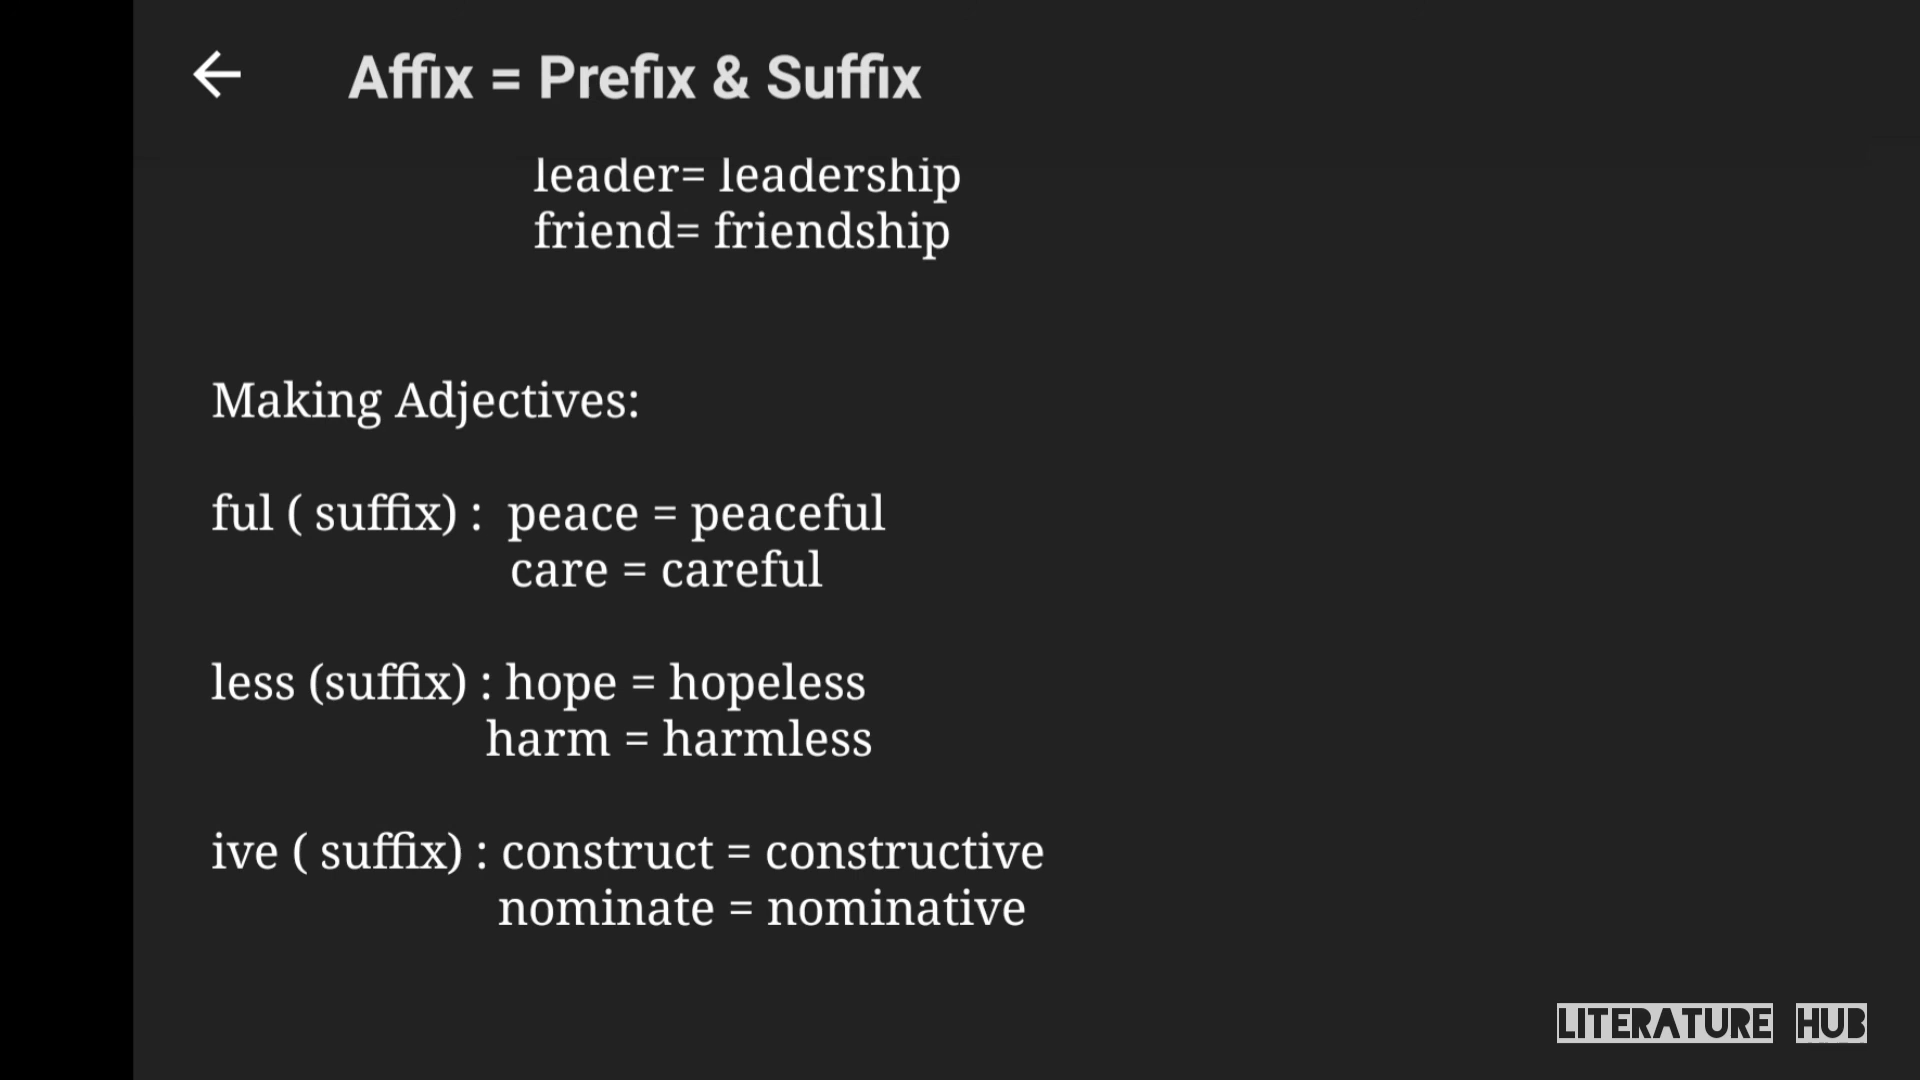 Affix = Prefix & Suffix
leader= leadership
friend= friendship
Making Adjectives:
ful ( suffix) :  peace = peaceful
care = careful
less (suffix) : hope = hopeless
harm = harmless
ive ( suffix) : construct = constructive
nominate = nominative
LITERATURE HUB